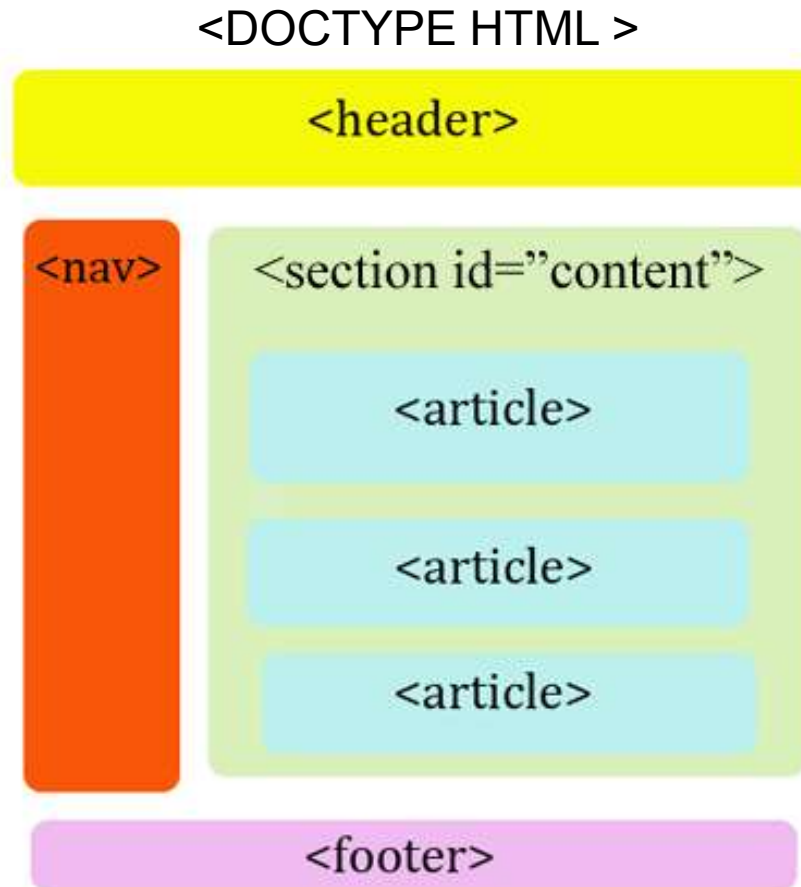 <DOCTYPE HTML >
<header>
<nav>
<section id=”content”>
<article>
<article>
<article>
<footer>